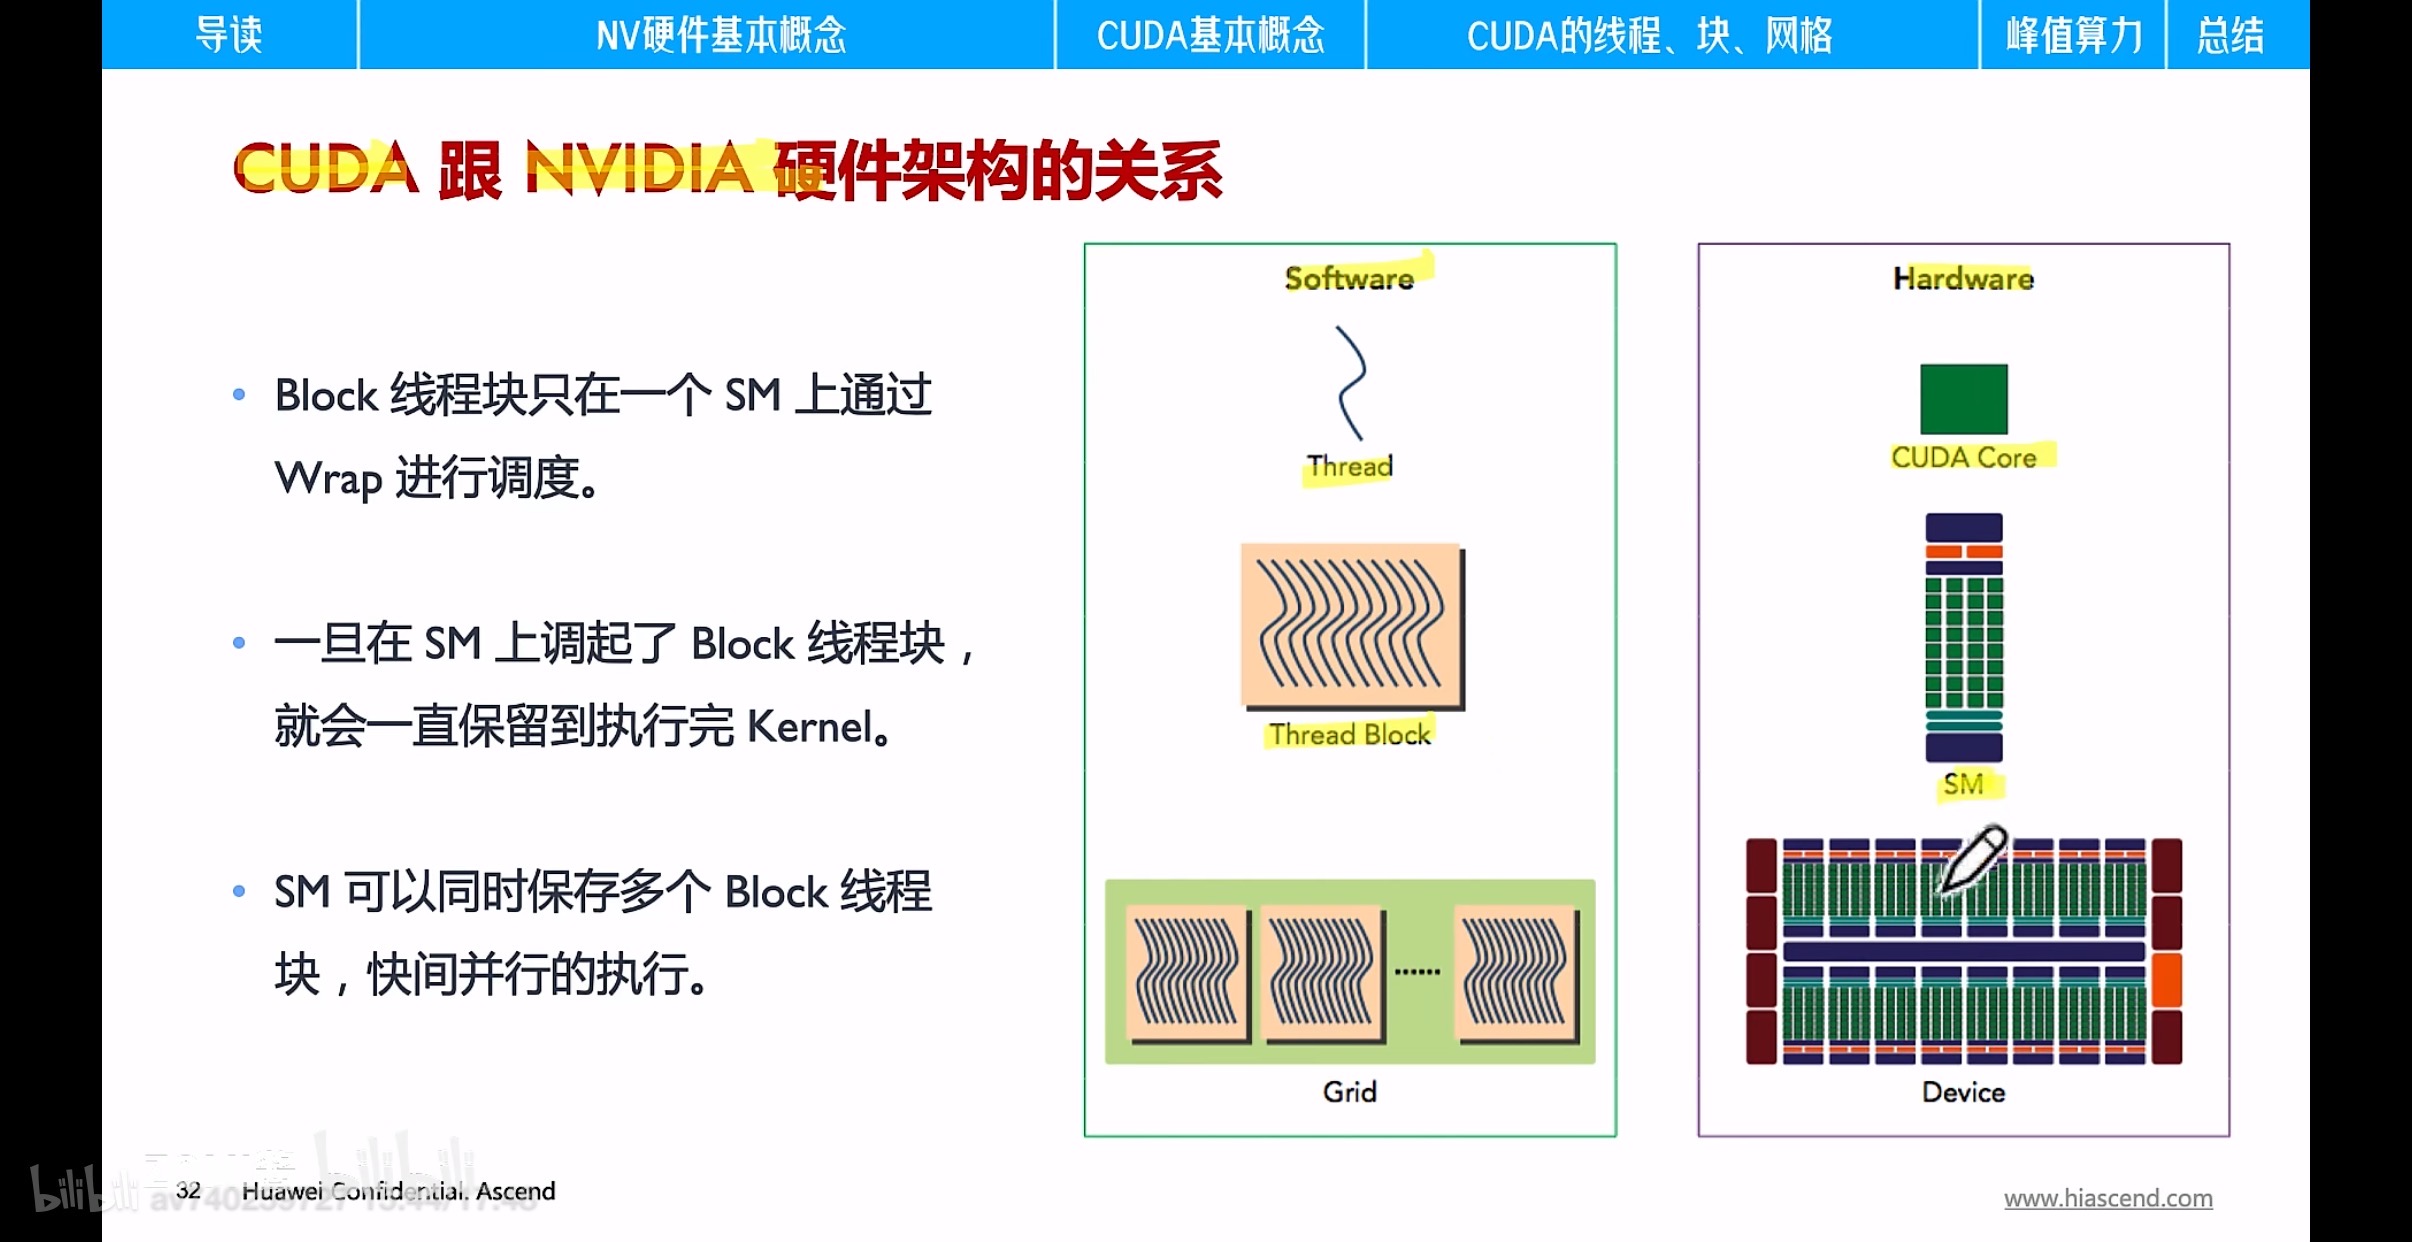 导读
NV硬件基本概念
CUDA基本概念
CUDA的线程、块、网格
峰值算力
总结
CUDA 跟 NVIDIA 硬件架构的关系
Block 线程块只在一个 SM 上通过
Wrap 进行调度。
一旦在 SM 上调起了 Block 线程块，
就会一直保留到执行完 Kernel。
SM 可以同时保存多个 Block 线程
块，快间并行的执行。
Software
Thread
Thread Block
Grid
Hardware
CUDA Core
SM
Device
bilibili
bilibili
32
Huawei Confidential. Ascend
www.hiascend.com